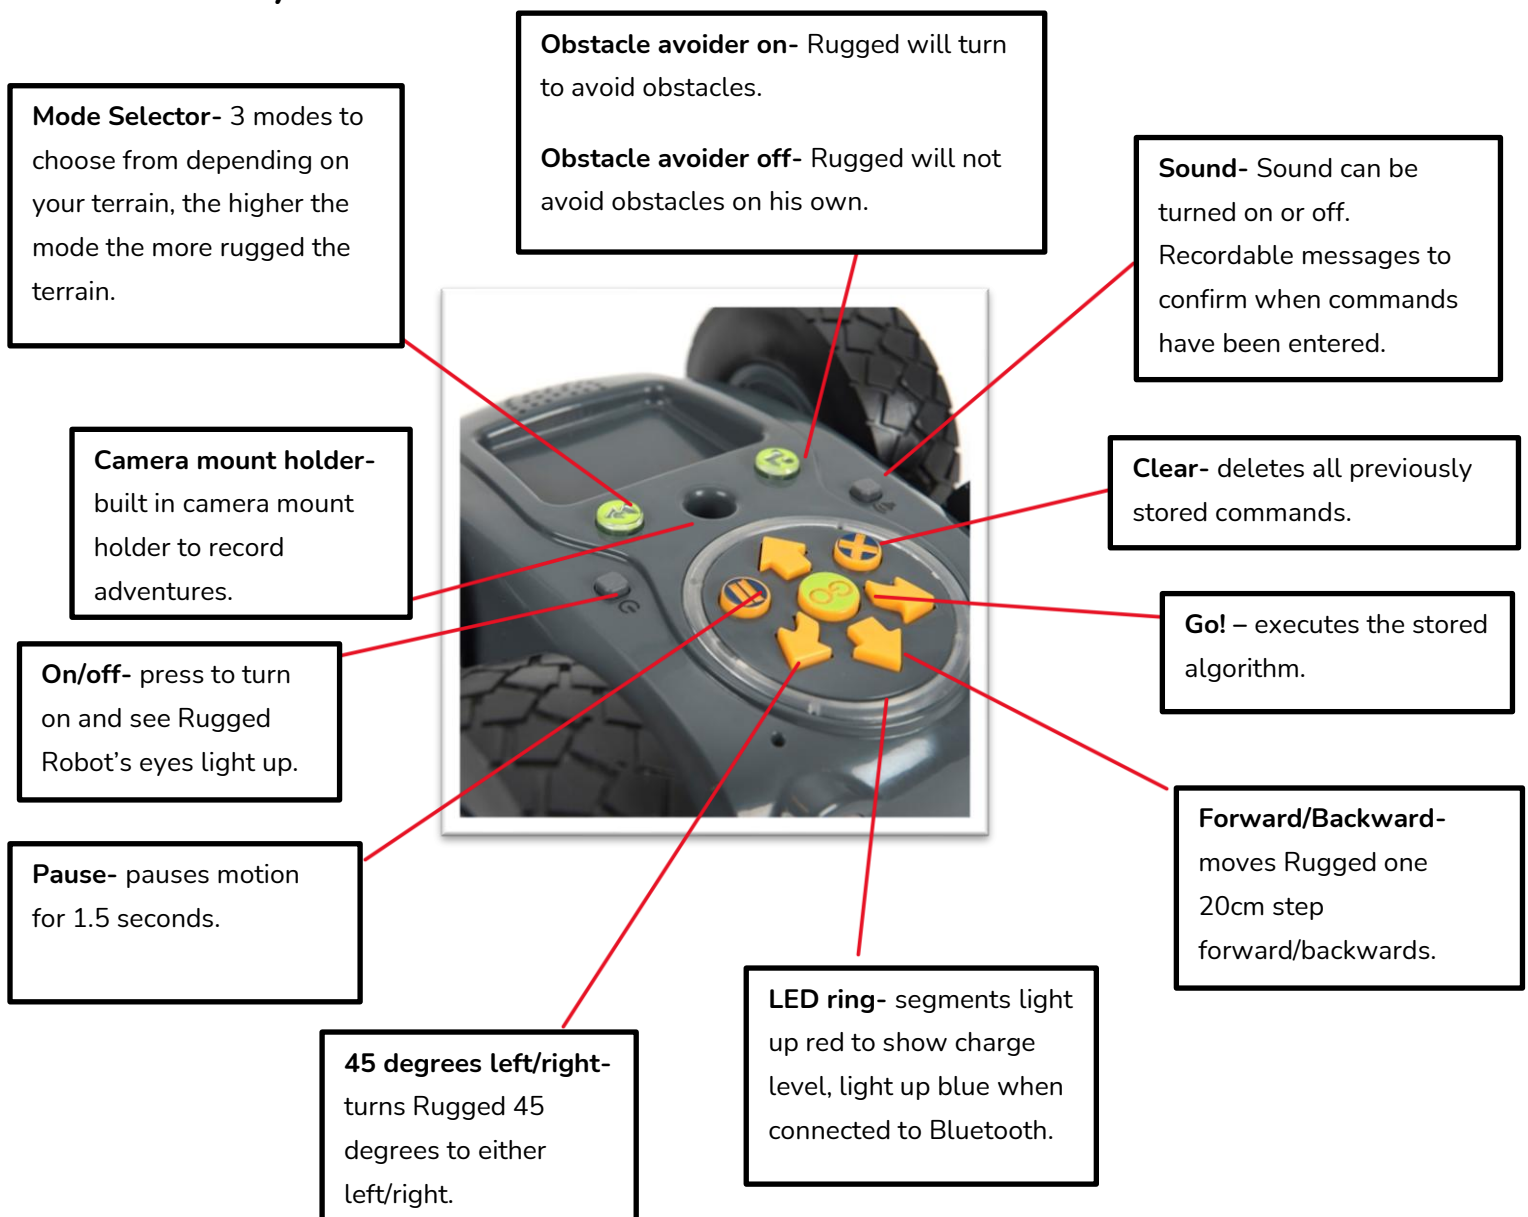 Obstacle avoider on- Rugged will turn
to avoid obstacles.
Obstacle avoider off- Rugged will not
avoid obstacles on his own.
Mode Selector- 3 modes to
choose from depending on
your terrain, the higher the
mode the more rugged the
terrain.
Sound- Sound can be
turned on or off.
Recordable messages to
confirm when commands
have been entered.
Camera mount holder-
built in camera mount
holder to record
adventures.
Clear- deletes all previously
stored commands.
GO
Go! – executes the stored
algorithm.
On/off- press to turn
on and see Rugged
Robot’s eyes light up.
Forward/Backward-
moves Rugged one
20cm step
forward/backwards.
Pause- pauses motion
for 1.5 seconds.
LED ring- segments light
up red to show charge
level, light up blue when
connected to Bluetooth.
45 degrees left/right-
turns Rugged 45
degrees to either
left/right.